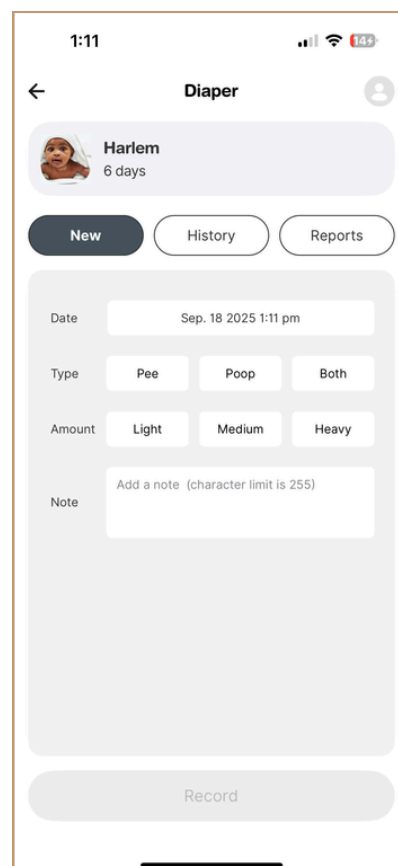 1:11
14
Diaper
Harlem
6 days
New History Reports
Date Sep. 18 2025 1:11 pm
Type Pee Poop Both
Amount Light Medium Heavy
Note Add a note (character limit is 255)
Record